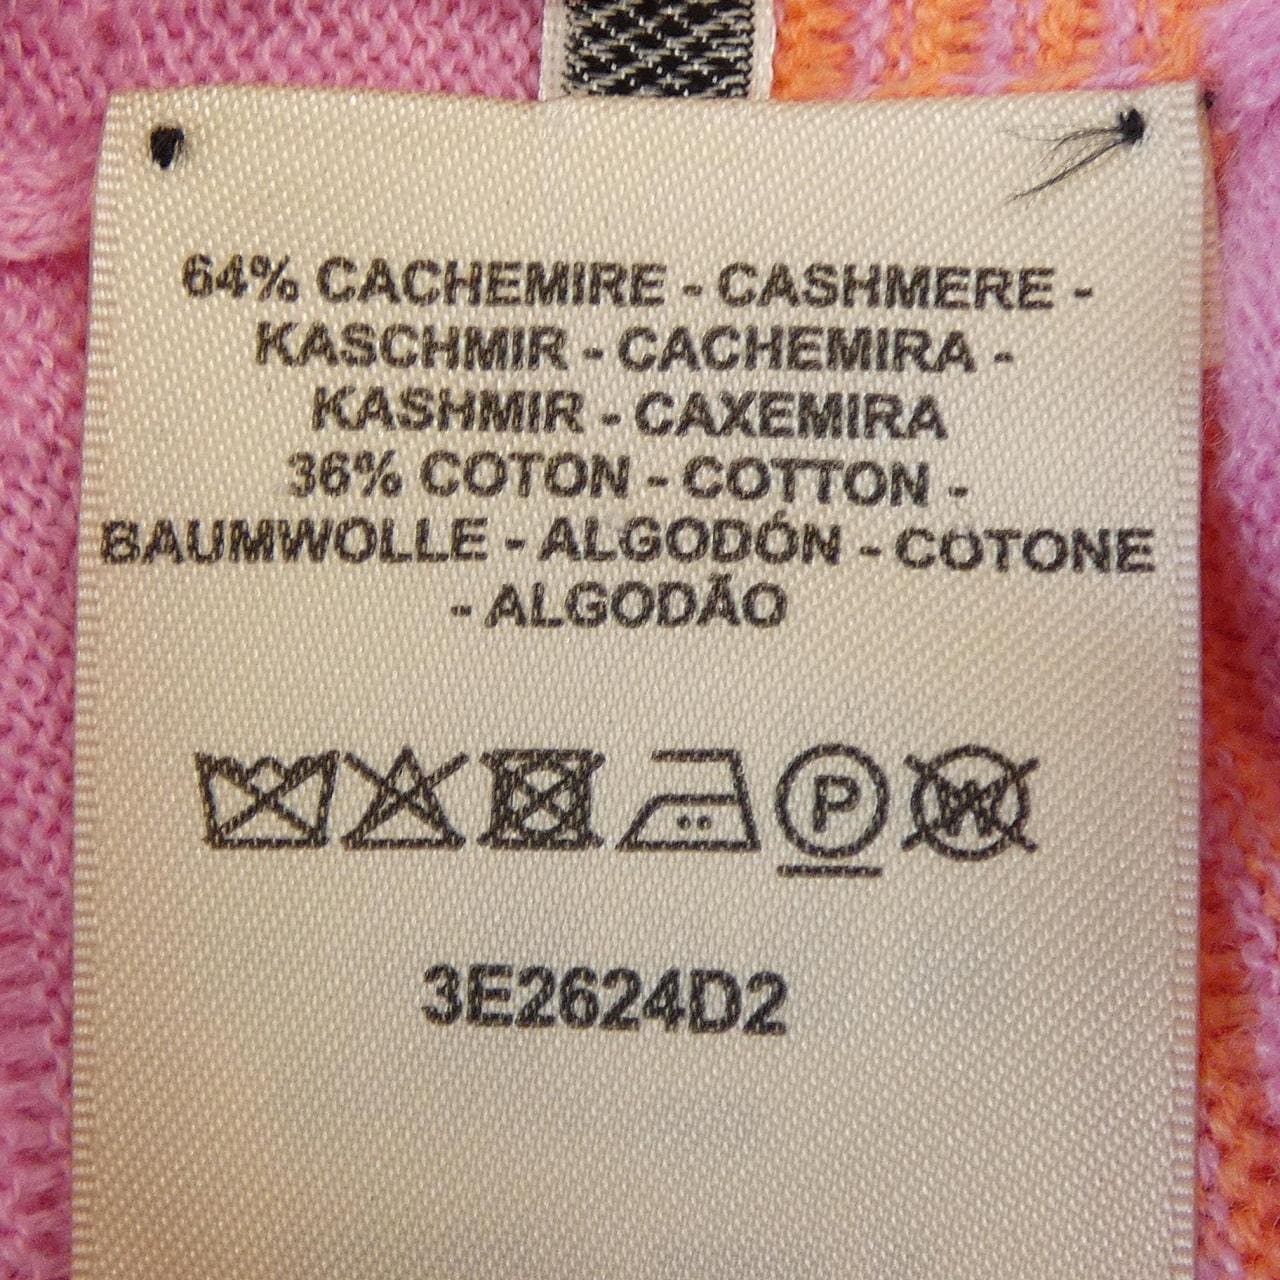 64% CACHEMIRE - CASHMERE -
KASCHMIR - CACHEMIRA -
KASHMIR - CAXEMIRA
36% COTON - COTTON -
BAUMWOLLE - ALGODÓN - COTONE
- ALGODÃO
P W
3E2624D2